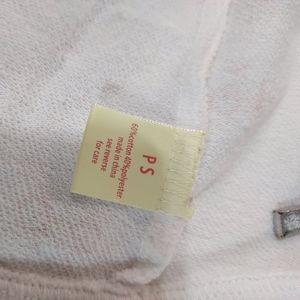 PS
60%cotton 40%polyester
made in china
see reverse
for care